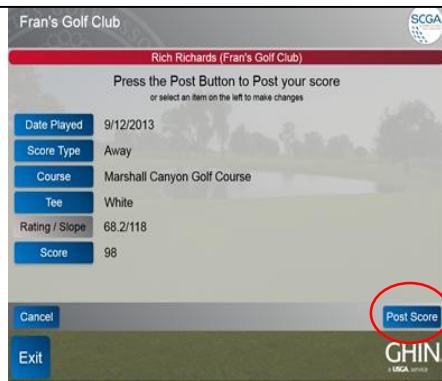 Fran's Golf Club
SCGA
Rich Richards (Fran's Golf Club)
Press the Post Button to Post your score
or select an item on the left to make changes
Date Played 9/12/2013
Score Type Away
Course Marshall Canyon Golf Course
Tee White
Rating / Slope 68.2/118
Score 98
Cancel Post Score
Exit GHIN
a USGA service